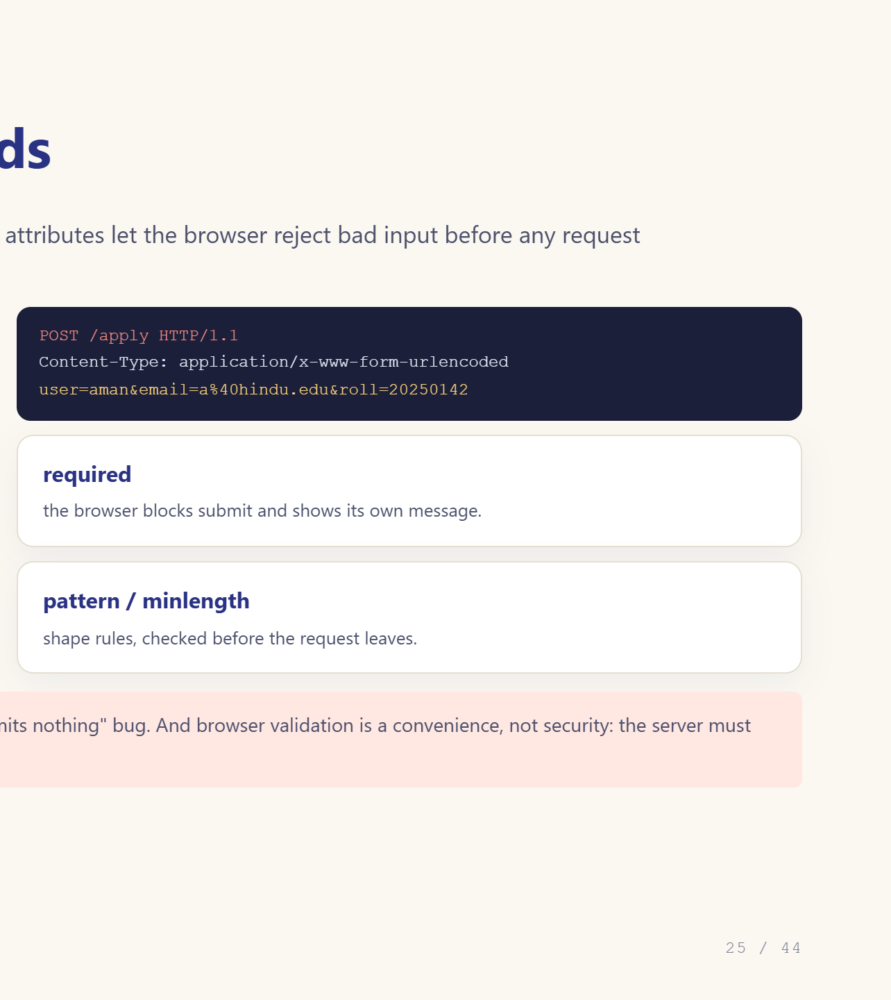 ds
attributes let the browser reject bad input before any request
POST /apply HTTP/1.1
Content-Type: application/x-www-form-urlencoded
user=aman&email=a%40hindu.edu&roll=20250142
required
the browser blocks submit and shows its own message.
pattern / minlength
shape rules, checked before the request leaves.
nothing" bug. And browser validation is a convenience, not security: the server must
25 / 44